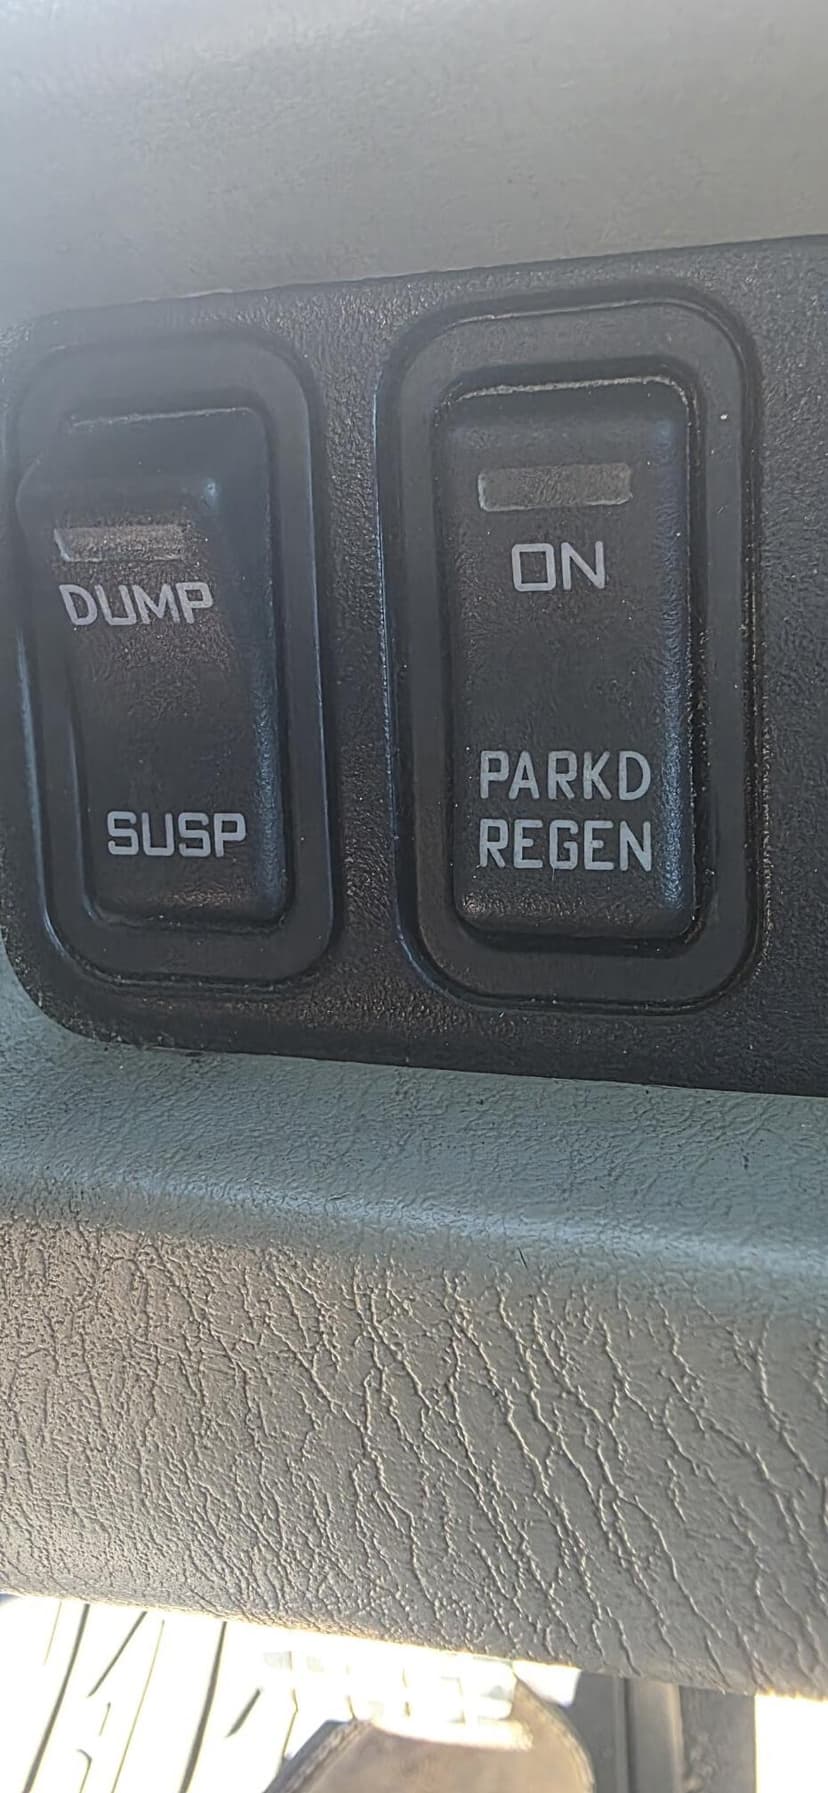 DUMP
SUSP
ON
PARKD
REGEN